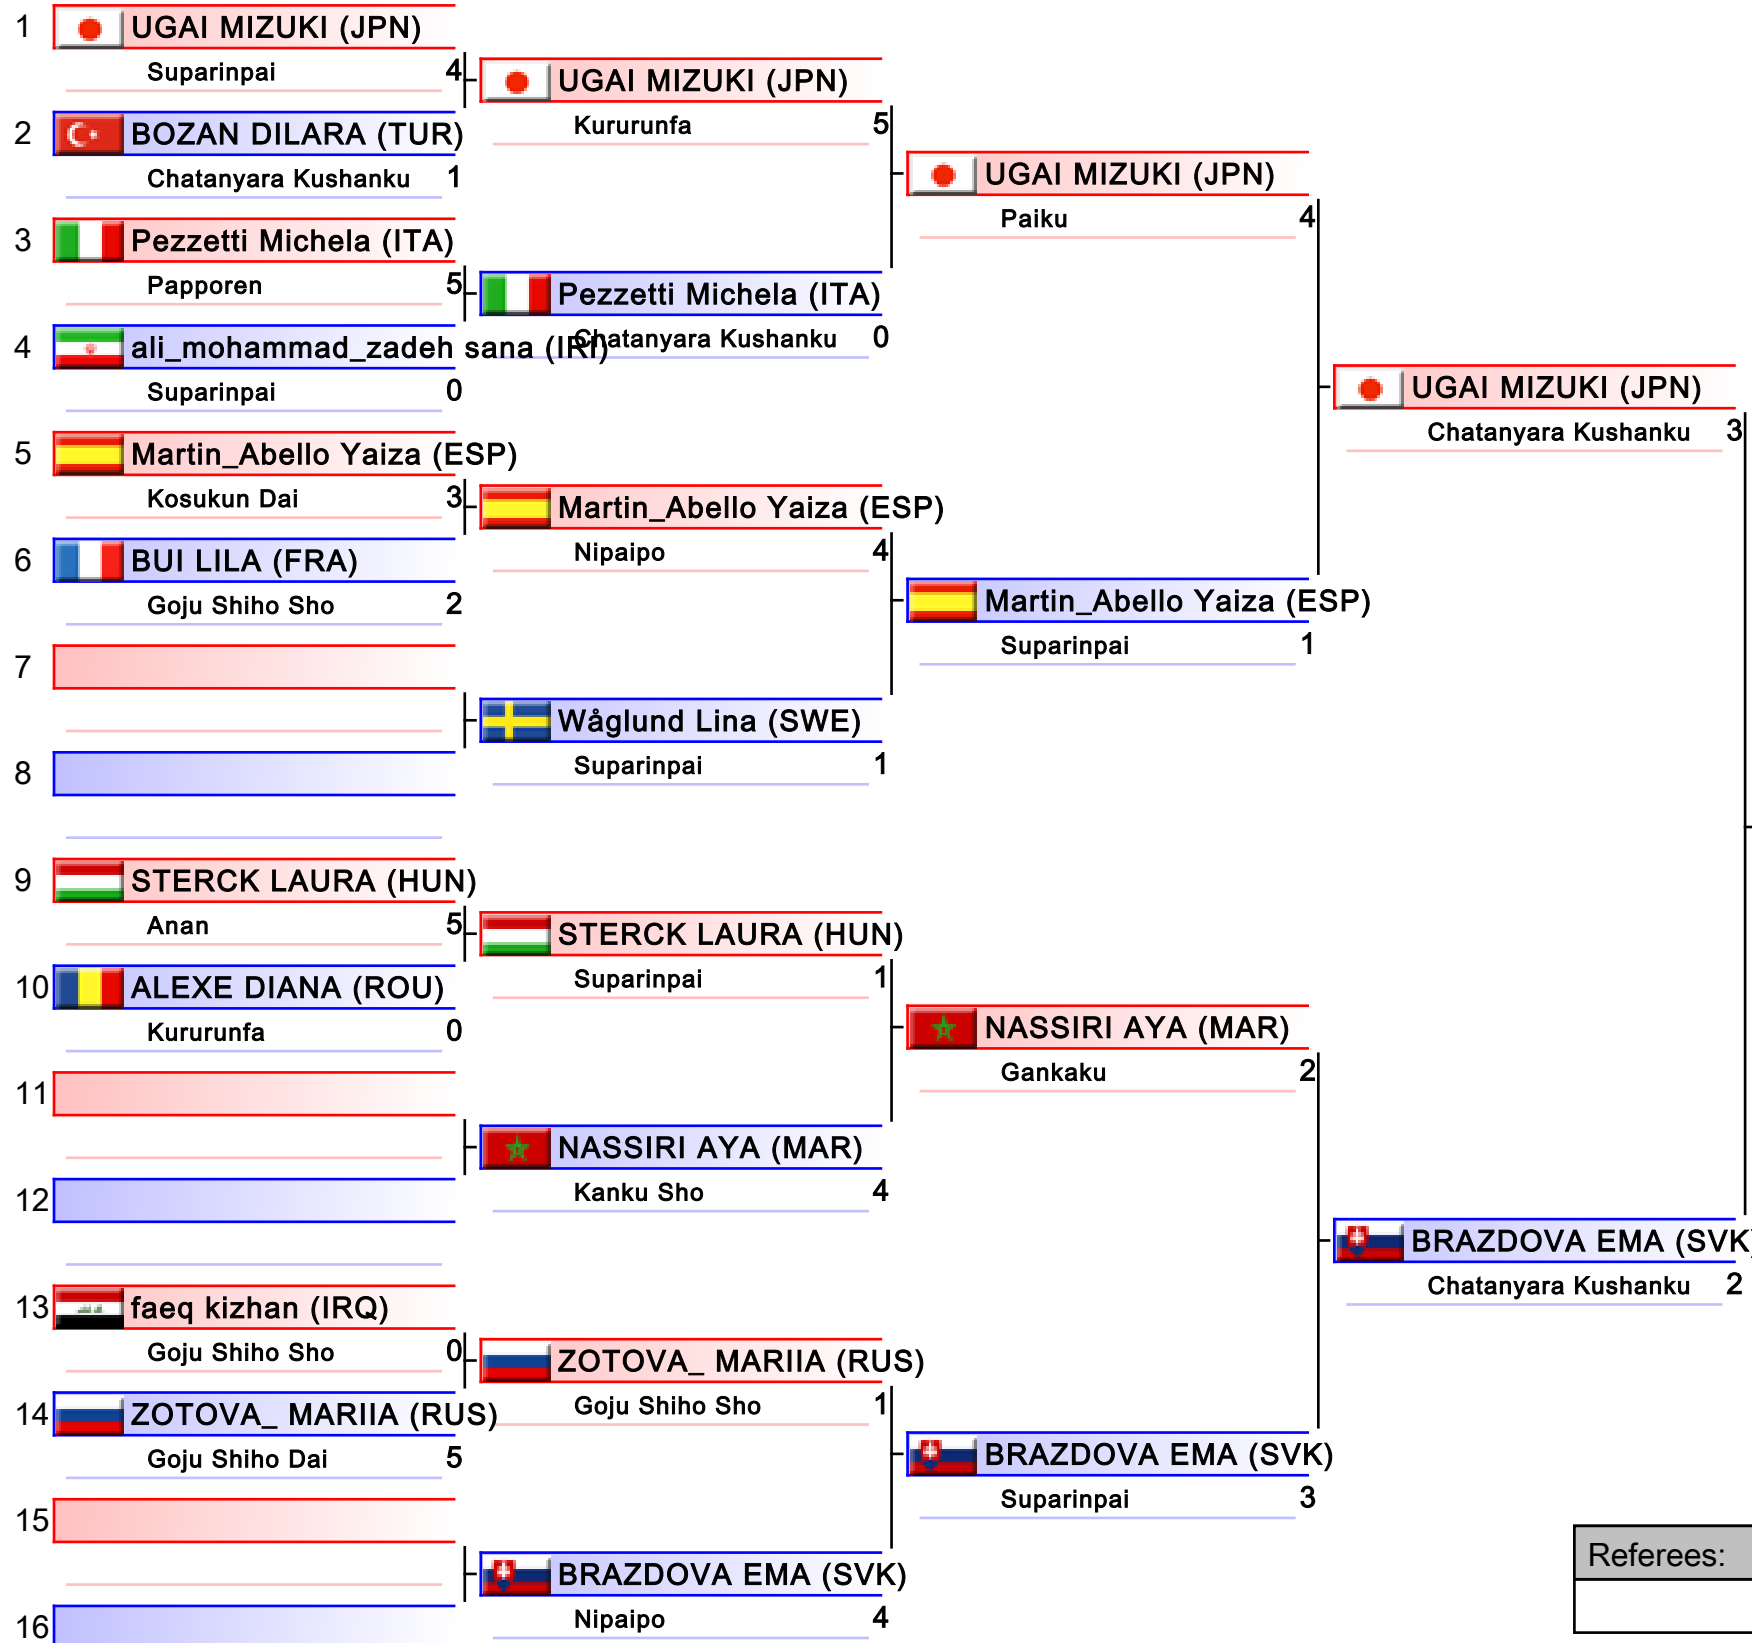 1 UGAI MIZUKI (JPN)
Suparinpai 4
2 BOZAN DILARA (TUR)
Chatanyara Kushanku 1
3 Pezzetti Michela (ITA)
Papporen 5
4 ali_mohammad_zadeh sana (IRI)
Suparinpai 0
5 Martin_Abello Yaiza (ESP)
Kosukun Dai 3
6 BUI LILA (FRA)
Goju Shiho Sho 2
7
8
9 STERCK LAURA (HUN)
Anan 5
10 ALEXE DIANA (ROU)
Kururunfa 0
11
12
13 faeq kizhan (IRQ)
Goju Shiho Sho 0
14 ZOTOVA_ MARIIA (RUS)
Goju Shiho Dai 5
15
16
UGAI MIZUKI (JPN)
Kururunfa 5
Pezzetti Michela (ITA)
Chatanyara Kushanku 0
Martin_Abello Yaiza (ESP)
Nipaipo 4
Wåglund Lina (SWE)
Suparinpai 1
STERCK LAURA (HUN)
Suparinpai 1
NASSIRI AYA (MAR)
Kanku Sho 4
ZOTOVA_ MARIIA (RUS)
Goju Shiho Sho 1
BRAZDOVA EMA (SVK)
Nipaipo 4
UGAI MIZUKI (JPN)
Paiku 4
Martin_Abello Yaiza (ESP)
Suparinpai 1
NASSIRI AYA (MAR)
Gankaku 2
BRAZDOVA EMA (SVK)
Suparinpai 3
UGAI MIZUKI (JPN)
Chatanyara Kushanku 3
BRAZDOVA EMA (SVK)
Chatanyara Kushanku 2
Referees: